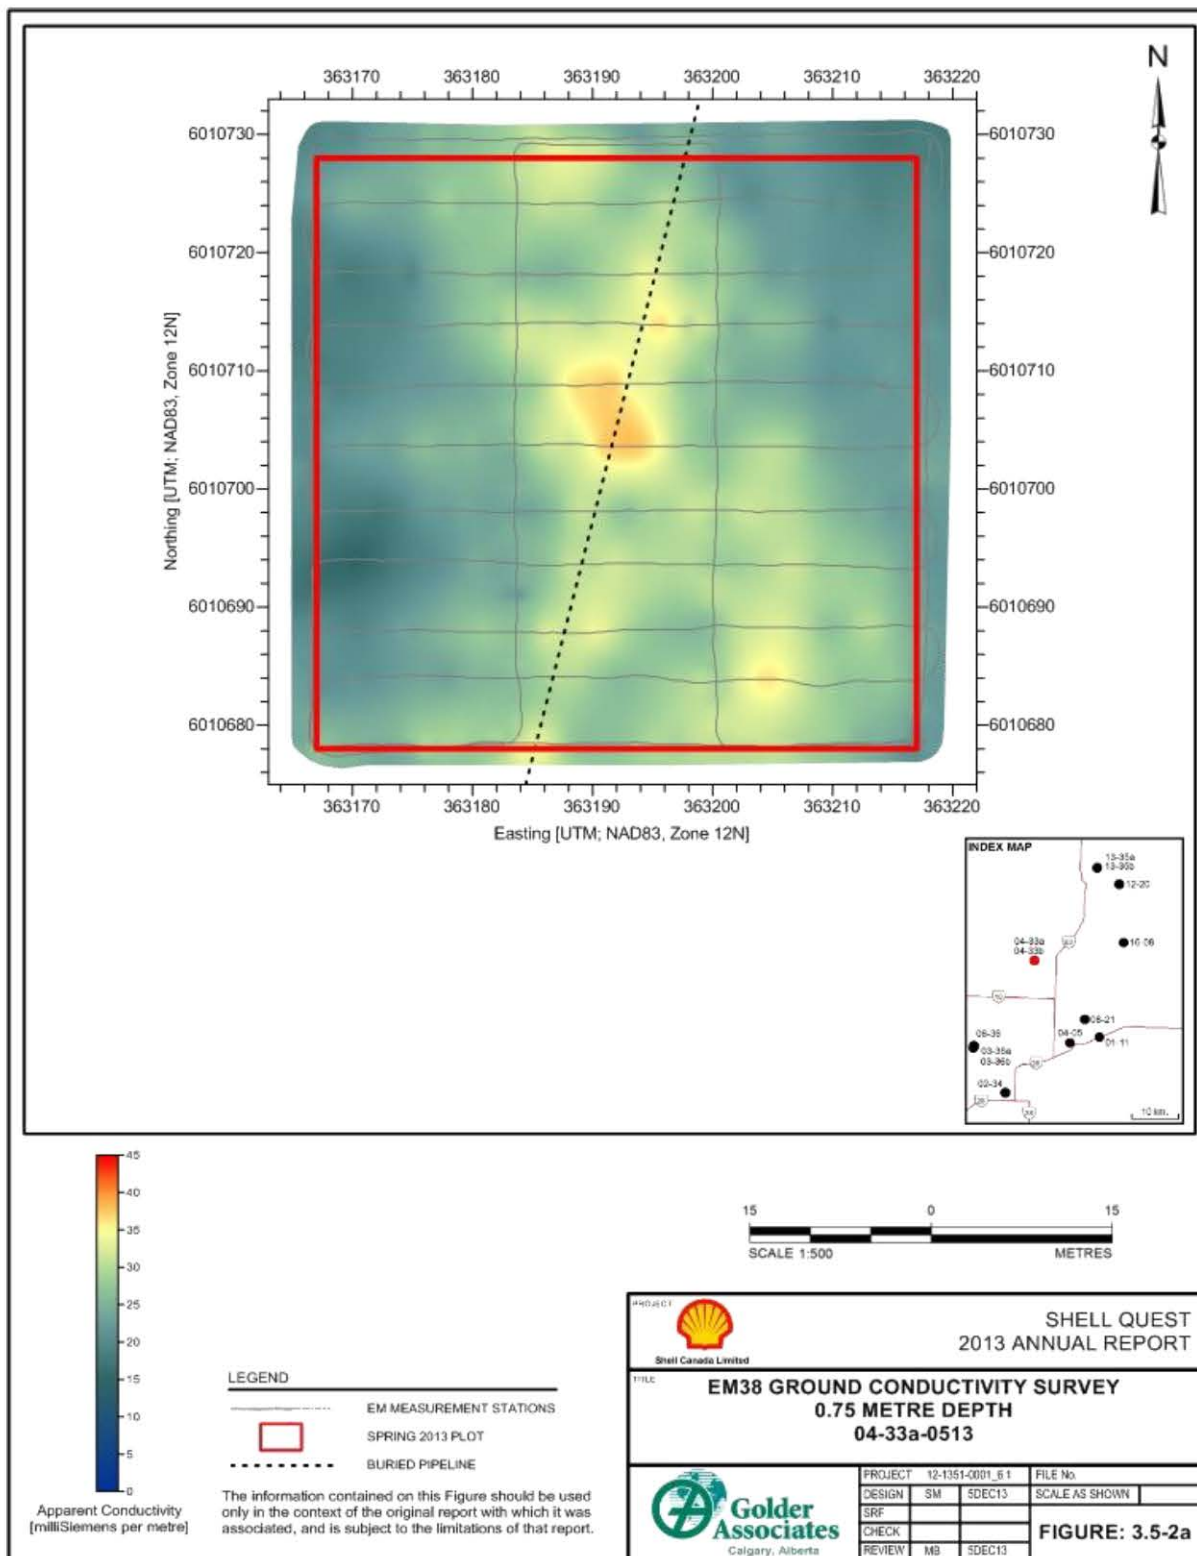 N
363170 363180 363190 363200 363210 363220
6010730 6010730
6010720 6010720
6010710 6010710
6010700 6010700
6010690 6010690
6010680 6010680
Northing [UTM; NAD83, Zone 12N]
363170 363180 363190 363200 363210 363220
Easting [UTM; NAD83, Zone 12N]
INDEX MAP
13-35a
13-36b
12-20
16-08
04-33a
04-33b
06-21
04-05
01-11
03-35a
03-36b
02-34
10 km.
45
40
35
30
25
20
15
10
5
0
Apparent Conductivity
[milliSiemens per metre]
15 0 15
SCALE 1:500 METRES
LEGEND
EM MEASUREMENT STATIONS
SPRING 2013 PLOT
BURIED PIPELINE
The information contained on this Figure should be used
only in the context of the original report with which it was
associated, and is subject to the limitations of that report.
PROJECT
Shell Canada Limited
SHELL QUEST
2013 ANNUAL REPORT
TITLE
EM38 GROUND CONDUCTIVITY SURVEY
0.75 METRE DEPTH
04-33a-0513
Golder
Associates
Calgary, Alberta
PROJECT 12-1351-0001_6.1 FILE No.
DESIGN SM 5DEC13 SCALE AS SHOWN
SRF
CHECK
REVIEW MB 5DEC13
FIGURE: 3.5-2a